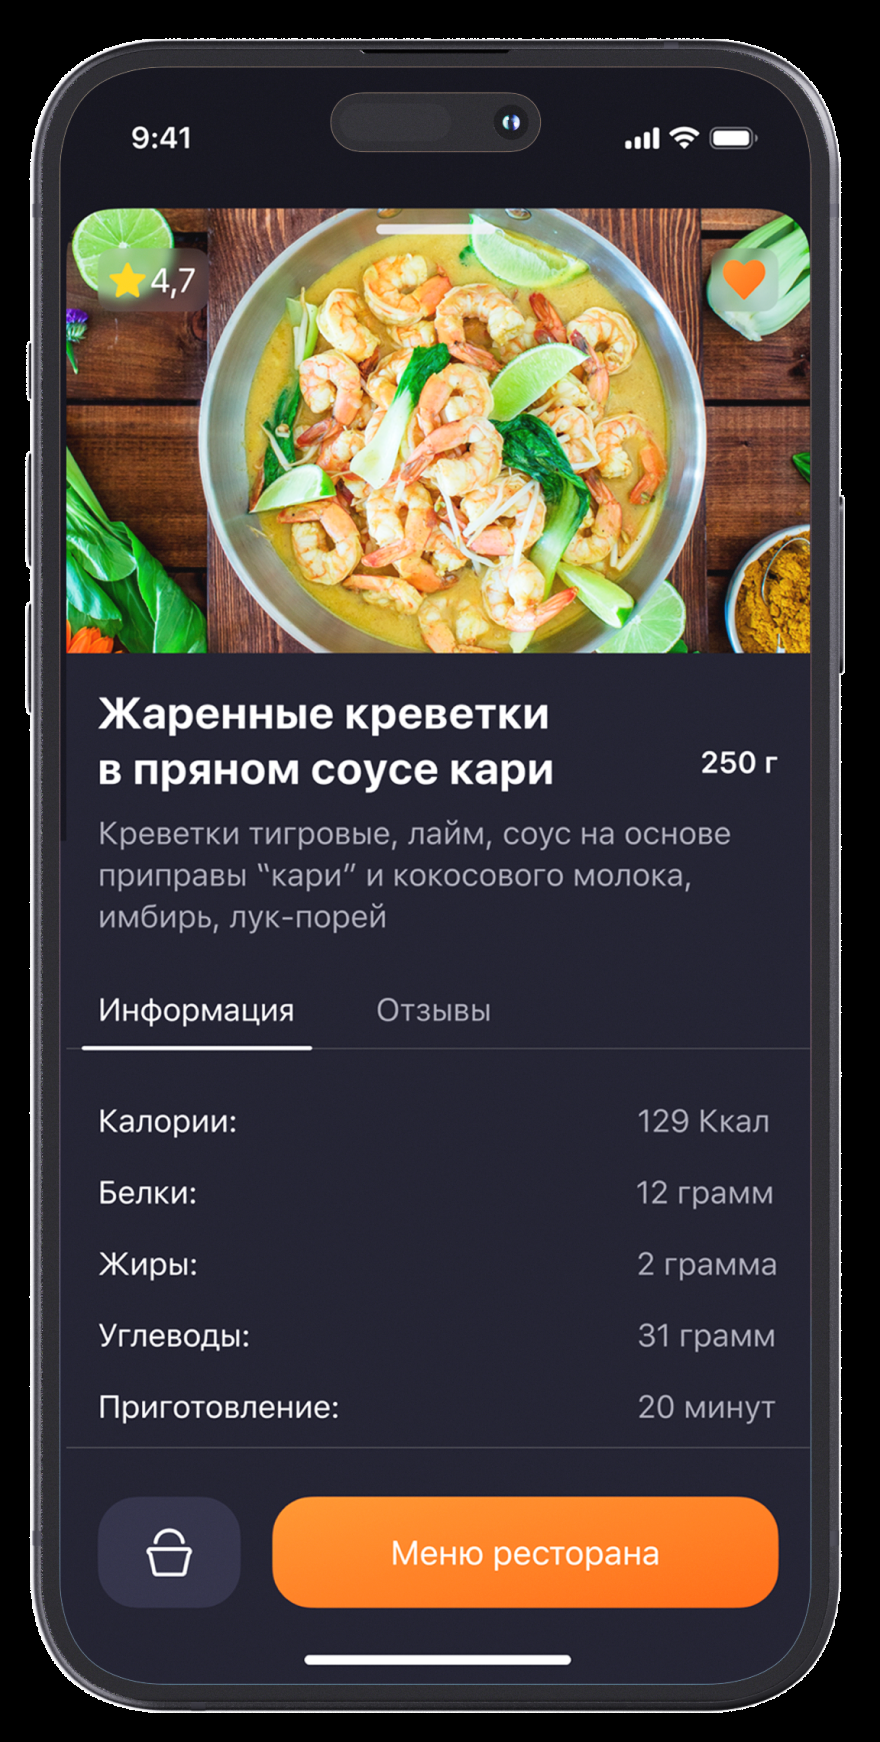 9:41
4,7
Жаренные креветки
в пряном соусе кари
250 г
Креветки тигровые, лайм, соус на основе
приправы “кари” и кокосового молока,
имбирь, лук-порей
Информация Отзывы
Калории: 129 Ккал
Белки: 12 грамм
Жиры: 2 грамма
Углеводы: 31 грамм
Приготовление: 20 минут
Меню ресторана